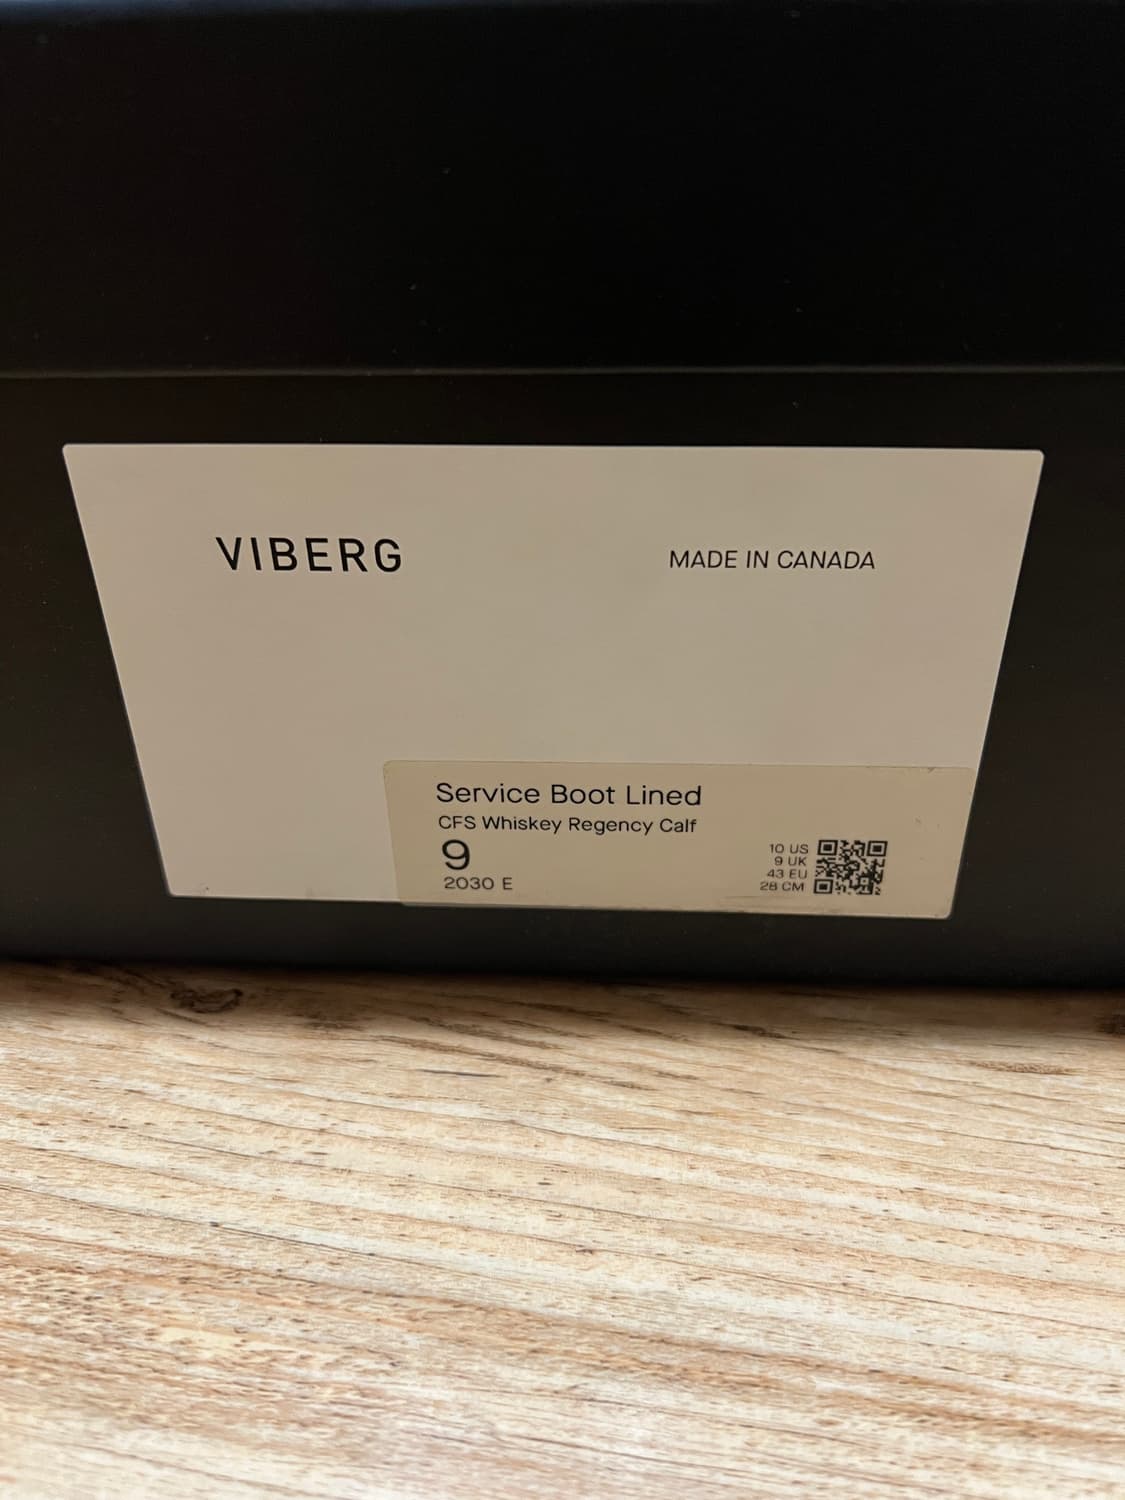 VIBERG
MADE IN CANADA
Service Boot Lined
CFS Whiskey Regency Calf
9
2030 E
10 US
9 UK
43 EU
28 CM